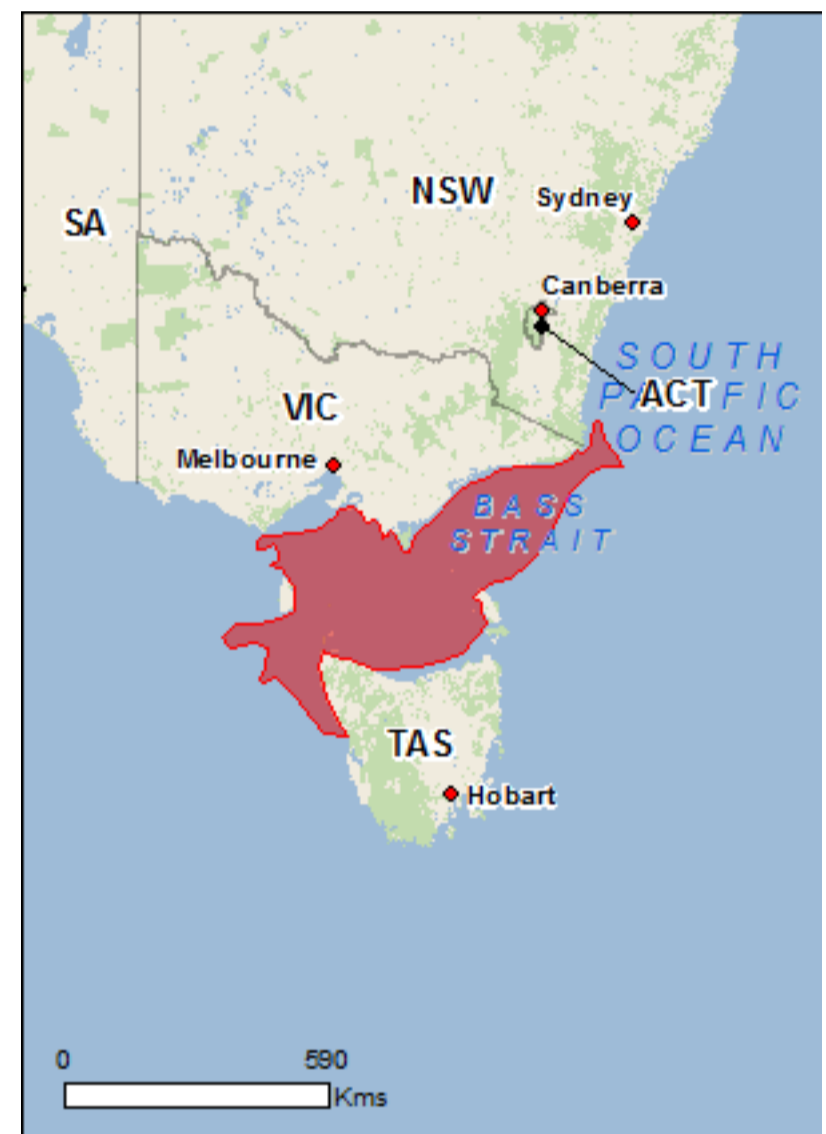 NSW
Sydney
SA
Canberra
SOUTH
PACIFIC
ACT
OCEAN
VIC
Melbourne
BASS
STRAIT
TAS
Hobart
0 590
Kms